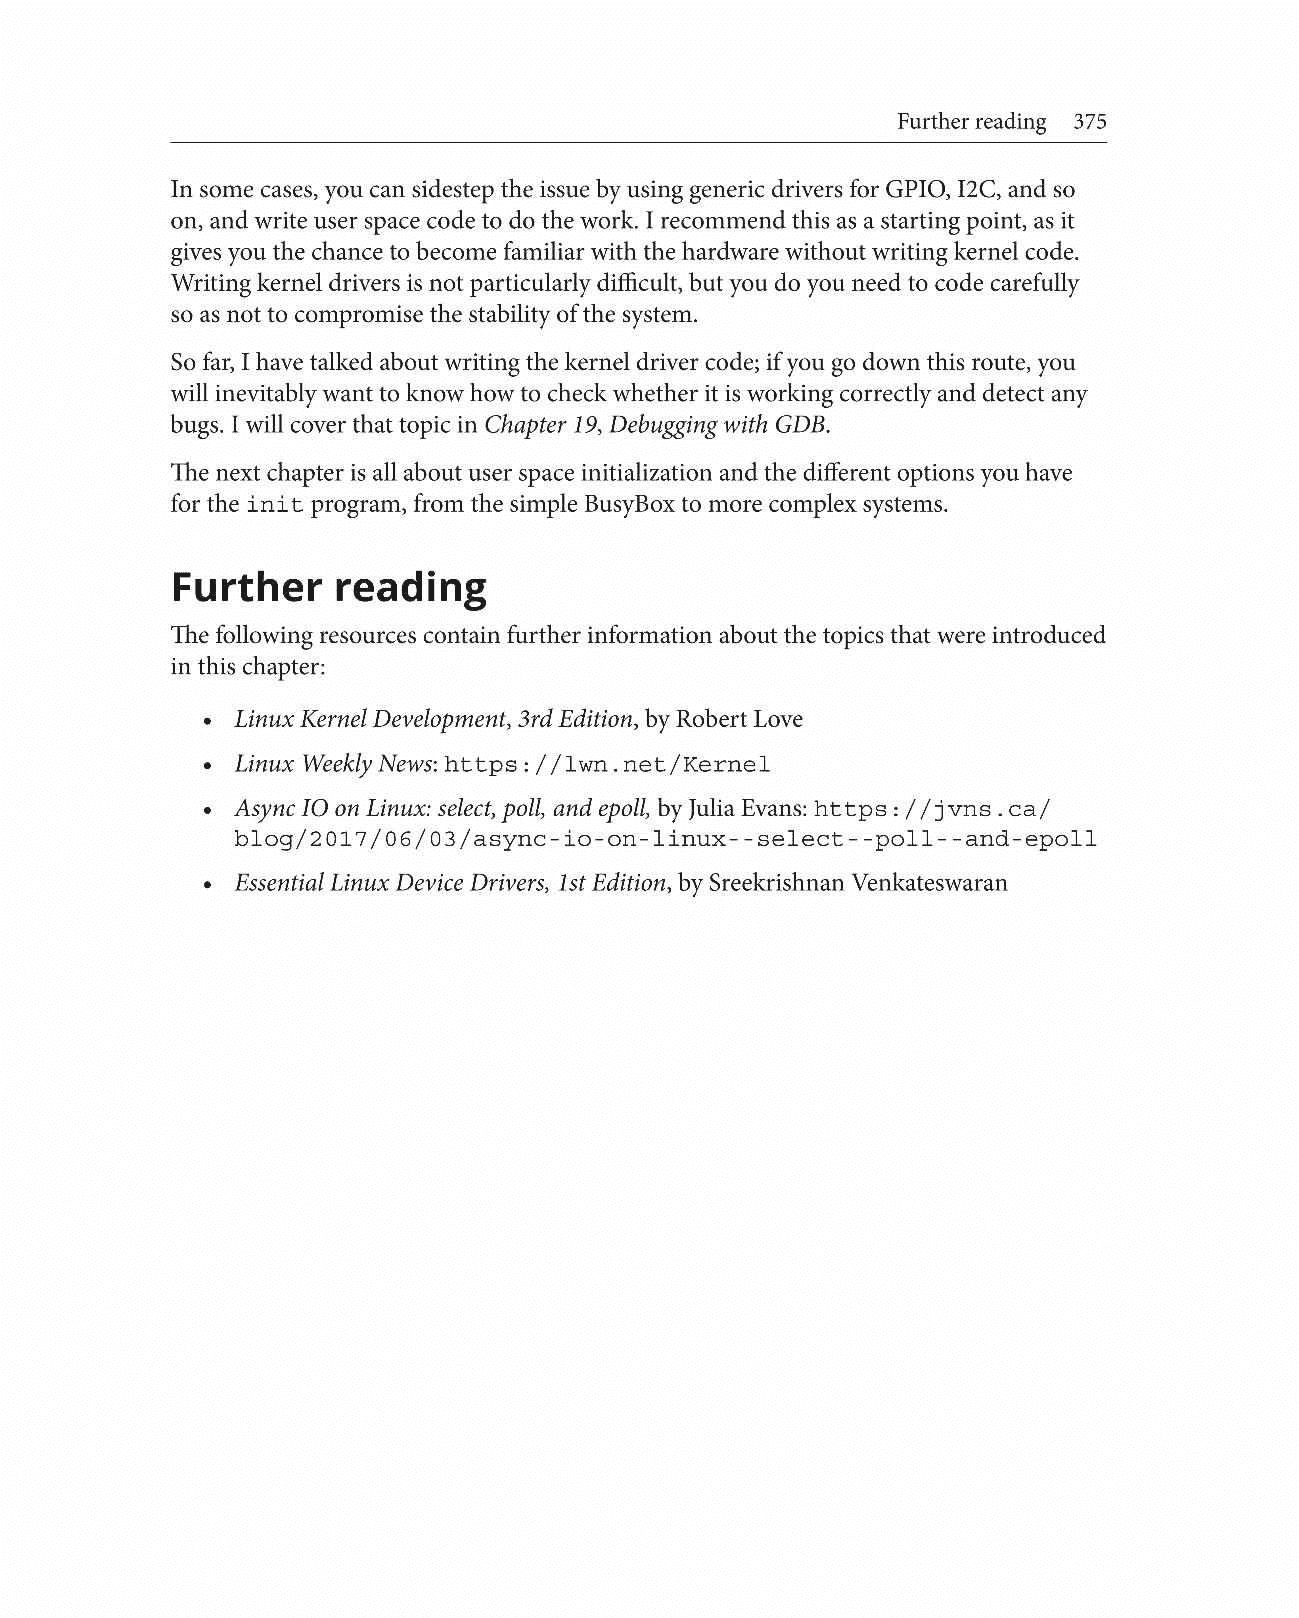 Further reading 375
In some cases, you can sidestep the issue by using generic drivers for GPIO, I2C, and so
on, and write user space code to do the work. I recommend this as a starting point, as it
gives you the chance to become familiar with the hardware without writing kernel code.
Writing kernel drivers is not particularly difficult, but you do you need to code carefully
so as not to compromise the stability of the system.
So far, I have talked about writing the kernel driver code; if you go down this route, you
will inevitably want to know how to check whether it is working correctly and detect any
bugs. I will cover that topic in Chapter 19, Debugging with GDB.
The next chapter is all about user space initialization and the different options you have
for the init program, from the simple BusyBox to more complex systems.
Further reading
The following resources contain further information about the topics that were introduced
in this chapter:
• Linux Kernel Development, 3rd Edition, by Robert Love
• Linux Weekly News: https://lwn.net/Kernel
• Async IO on Linux: select, poll, and epoll, by Julia Evans: https://jvns.ca/
blog/2017/06/03/async-io-on-linux--select--poll--and-epoll
• Essential Linux Device Drivers, 1st Edition, by Sreekrishnan Venkateswaran